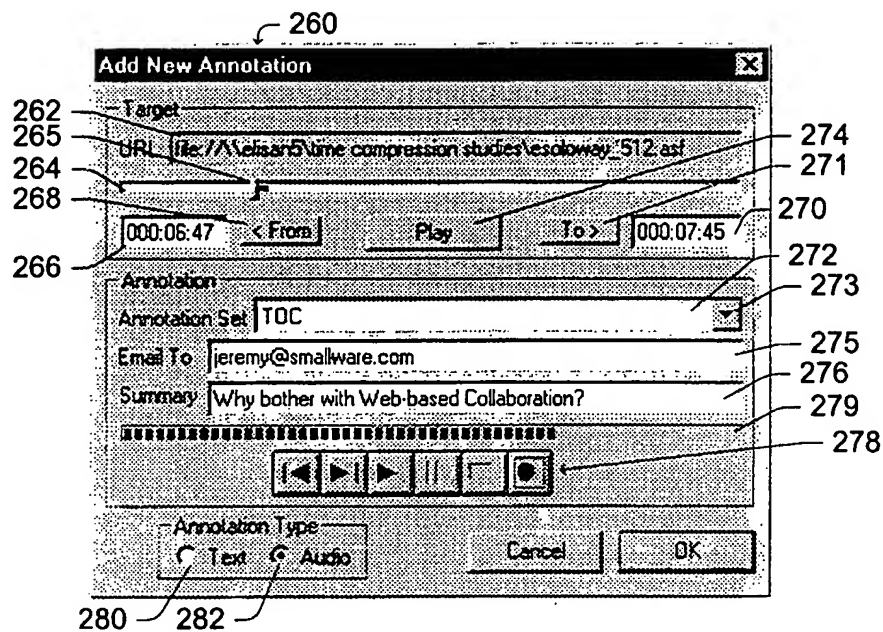 260
Add New Annotation
262
265
264
268
266
Target
URL file://\\elisan5\time compression studies\esoloway_512.asf
274
271
270
000:06:47 < From Play To > 000:07:45
272
273
Annotation
Annotation Set TOC
275
Email To jeremy@smallware.com
276
Summary Why bother with Web-based Collaboration?
279
278
Annotation Type
Text Audio Cancel OK
280 282